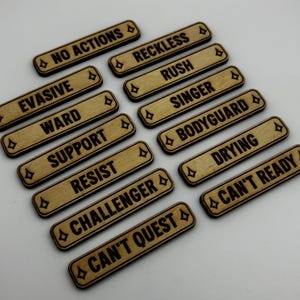 NO ACTIONS
EVASIVE
WARD
SUPPORT
RESIST
CHALLENGER
CAN'T QUEST
RECKLESS
RUSH
SINGER
BODYGUARD
DRYING
CAN'T READY